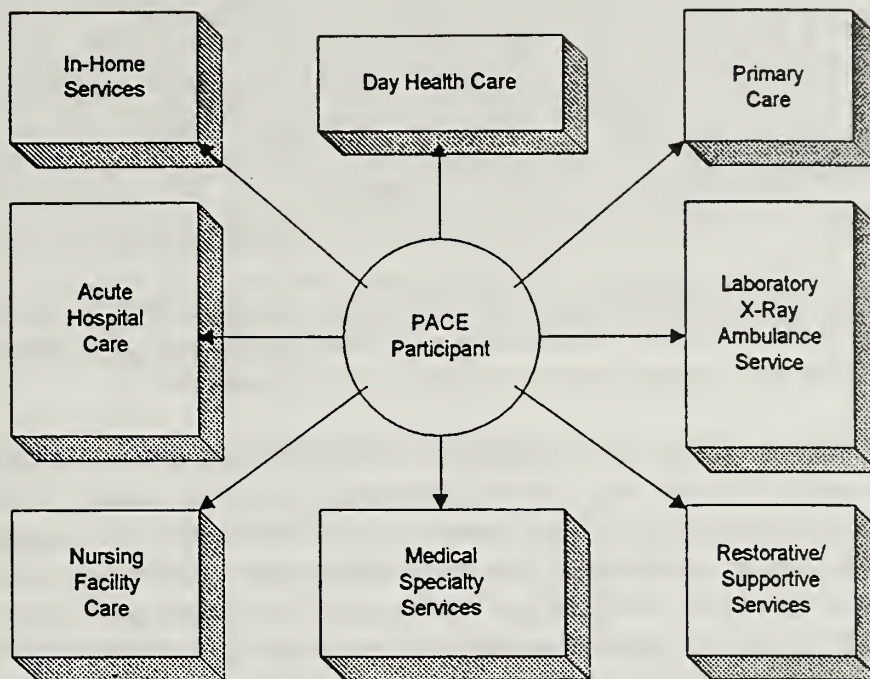 In-Home
Services
Day Health Care
Primary
Care
Acute
Hospital
Care
PACE
Participant
Laboratory
X-Ray
Ambulance
Service
Nursing
Facility
Care
Medical
Specialty
Services
Restorative/
Supportive
Services